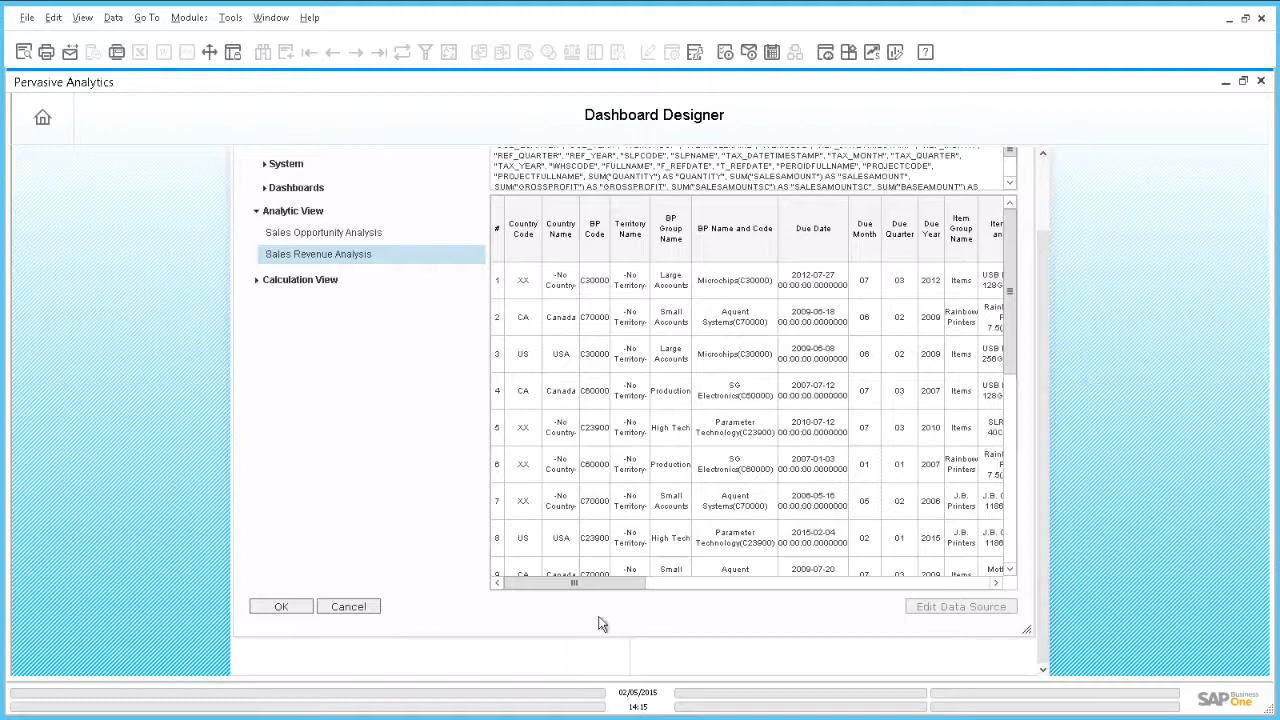 File Edit View Data Go To Modules Tools Window Help
Pervasive Analytics
Dashboard Designer
System
Dashboards
Analytic View
Sales Opportunity Analysis
Sales Revenue Analysis
Calculation View
"REF_QUARTER", "REF_YEAR", "SLPCODE", "SLPNAME", "TAX_DATETIMESTAMP", "TAX_MONTH", "TAX_QUARTER",
"TAX_YEAR", "WHSCODE", "FULLNAME", "F_REFDATE", "T_REFDATE", "PEROIDFULLNAME", "PROJECTCODE",
"PROJECTFULLNAME", SUM("QUANTITY") AS "QUANTITY", SUM("SALESAMOUNT") AS "SALESAMOUNT",
SUM("GROSSPROFIT") AS "GROSSPROFIT", SUM("SALESAMOUNTSC") AS "SALESAMOUNTSC", SUM("BASEAMOUNT") AS
# Country Code Country Name BP Code Territory Name BP Group Name BP Name and Code Due Date Due Month Due Quarter Due Year Item Group Name
1 XX -No Country- C30000 -No Territory- Large Accounts Microchips(C30000) 2012-07-27 00:00:00.0000000 07 03 2012 Items USB 128G
2 CA Canada C70000 -No Territory- Small Accounts Aquent Systems(C70000) 2009-06-18 00:00:00.0000000 06 02 2009 Rainbow Printers 7.5(
3 US USA C30000 -No Territory- Large Accounts Microchips(C30000) 2009-06-08 00:00:00.0000000 06 02 2009 Items USB 256G
4 CA Canada C60000 -No Territory- Production SG Electronics(C60000) 2007-07-12 00:00:00.0000000 07 03 2007 Items USB 128G
5 XX -No Country- C23900 -No Territory- High Tech Parameter Technology(C23900) 2010-07-12 00:00:00.0000000 07 03 2010 Items SLR 40C
6 XX -No Country- C60000 -No Territory- Production SG Electronics(C60000) 2007-01-03 00:00:00.0000000 01 01 2007 Rainbow Printers 7.5(
7 XX -No Country- C70000 -No Territory- Small Accounts Aquent Systems(C70000) 2006-05-16 00:00:00.0000000 05 02 2006 J.B. Printers J.B. 1186
8 US USA C23900 -No Territory- High Tech Parameter Technology(C23900) 2015-02-04 00:00:00.0000000 02 01 2015 J.B. Printers J.B. 1186
9 CA Canada C70000 -No Small Aquent 2009-07-20 07 03 2009 Items
OK Cancel Edit Data Source
02/05/2015
14:15
SAP Business One